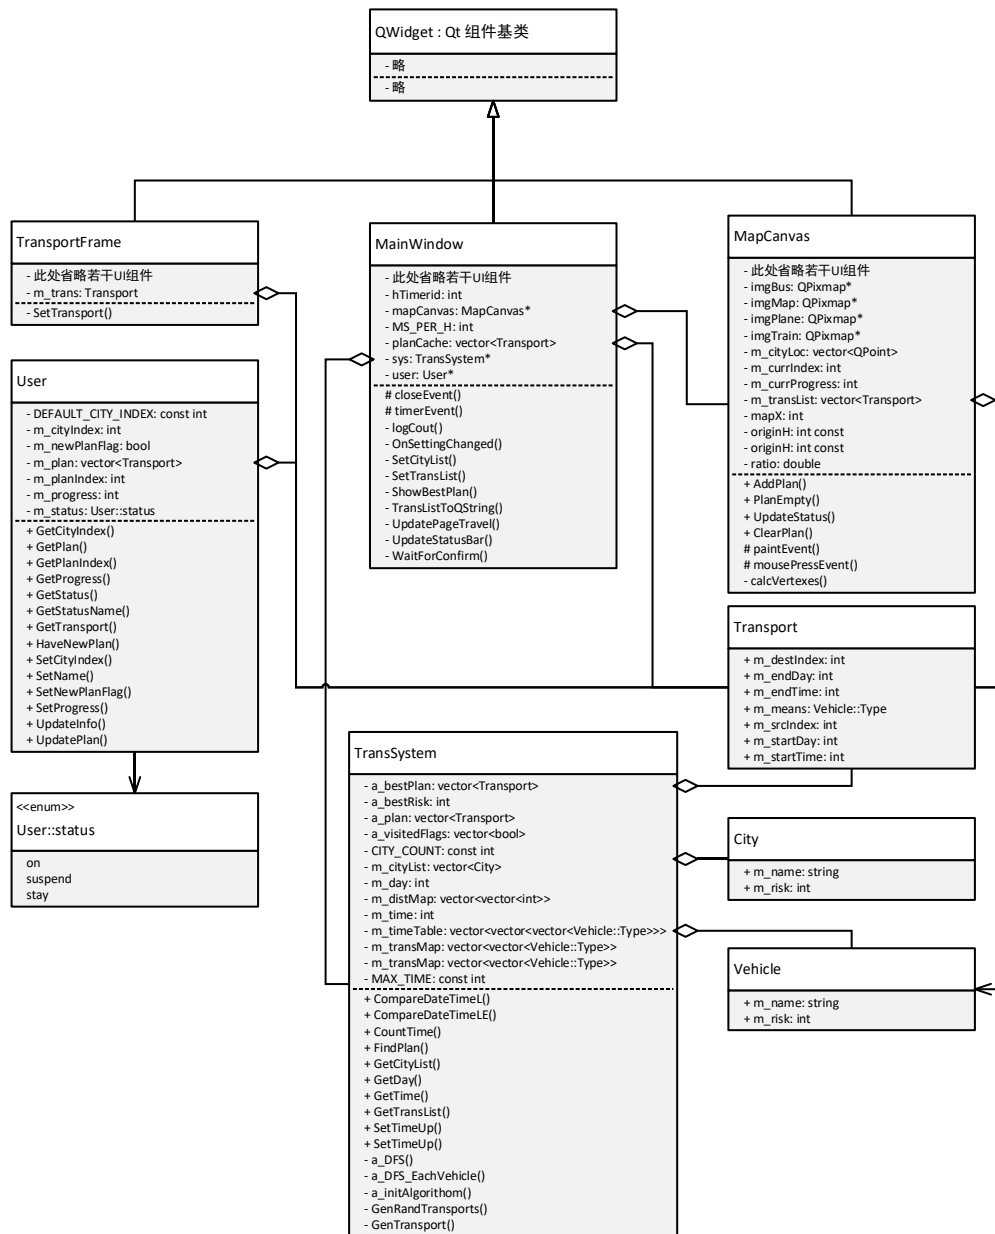 QWidget : Qt 组件基类
- 略
- 略
TransportFrame
- 此处省略若干UI组件
- m_trans: Transport
- SetTransport()
MainWindow
- 此处省略若干UI组件
- hTimerid: int
- mapCanvas: MapCanvas*
- MS_PER_H: int
- planCache: vector<Transport>
- sys: TransSystem*
- user: User*
# closeEvent()
# timerEvent()
- logCout()
- OnSettingChanged()
- SetCityList()
- SetTransList()
- ShowBestPlan()
- TransListToQString()
- UpdatePageTravel()
- UpdateStatusBar()
- WaitForConfirm()
MapCanvas
- 此处省略若干UI组件
- imgBus: QPixmap*
- imgMap: QPixmap*
- imgPlane: QPixmap*
- imgTrain: QPixmap*
- m_cityLoc: vector<QPoint>
- m_currIndex: int
- m_currProgress: int
- m_transList: vector<Transport>
- mapX: int
- originH: int const
- originH: int const
- ratio: double
+ AddPlan()
+ PlanEmpty()
+ UpdateStatus()
+ ClearPlan()
# paintEvent()
# mousePressEvent()
- calcVertexes()
User
- DEFAULT_CITY_INDEX: const int
- m_cityIndex: int
- m_newPlanFlag: bool
- m_plan: vector<Transport>
- m_planIndex: int
- m_progress: int
- m_status: User::status
+ GetCityIndex()
+ GetPlan()
+ GetPlanIndex()
+ GetProgress()
+ GetStatus()
+ GetStatusName()
+ GetTransport()
+ HaveNewPlan()
+ SetCityIndex()
+ SetName()
+ SetNewPlanFlag()
+ SetProgress()
+ UpdateInfo()
+ UpdatePlan()
Transport
+ m_destIndex: int
+ m_endDay: int
+ m_endTime: int
+ m_means: Vehicle::Type
+ m_srcIndex: int
+ m_startDay: int
+ m_startTime: int
<<enum>>
User::status
on
suspend
stay
TransSystem
- a_bestPlan: vector<Transport>
- a_bestRisk: int
- a_plan: vector<Transport>
- a_visitedFlags: vector<bool>
- CITY_COUNT: const int
- m_cityList: vector<City>
- m_day: int
- m_distMap: vector<vector<int>>
- m_time: int
- m_timeTable: vector<vector<vector<Vehicle::Type>>>
- m_transMap: vector<vector<Vehicle::Type>>
- m_transMap: vector<vector<Vehicle::Type>>
- MAX_TIME: const int
+ CompareDateTimeL()
+ CompareDateTimeLE()
+ CountTime()
+ FindPlan()
+ GetCityList()
+ GetDay()
+ GetTime()
+ GetTransList()
+ SetTimeUp()
+ SetTimeUp()
- a_DFS()
- a_DFS_EachVehicle()
- a_initAlgorithom()
- GenRandTransports()
- GenTransport()
City
+ m_name: string
+ m_risk: int
Vehicle
+ m_name: string
+ m_risk: int